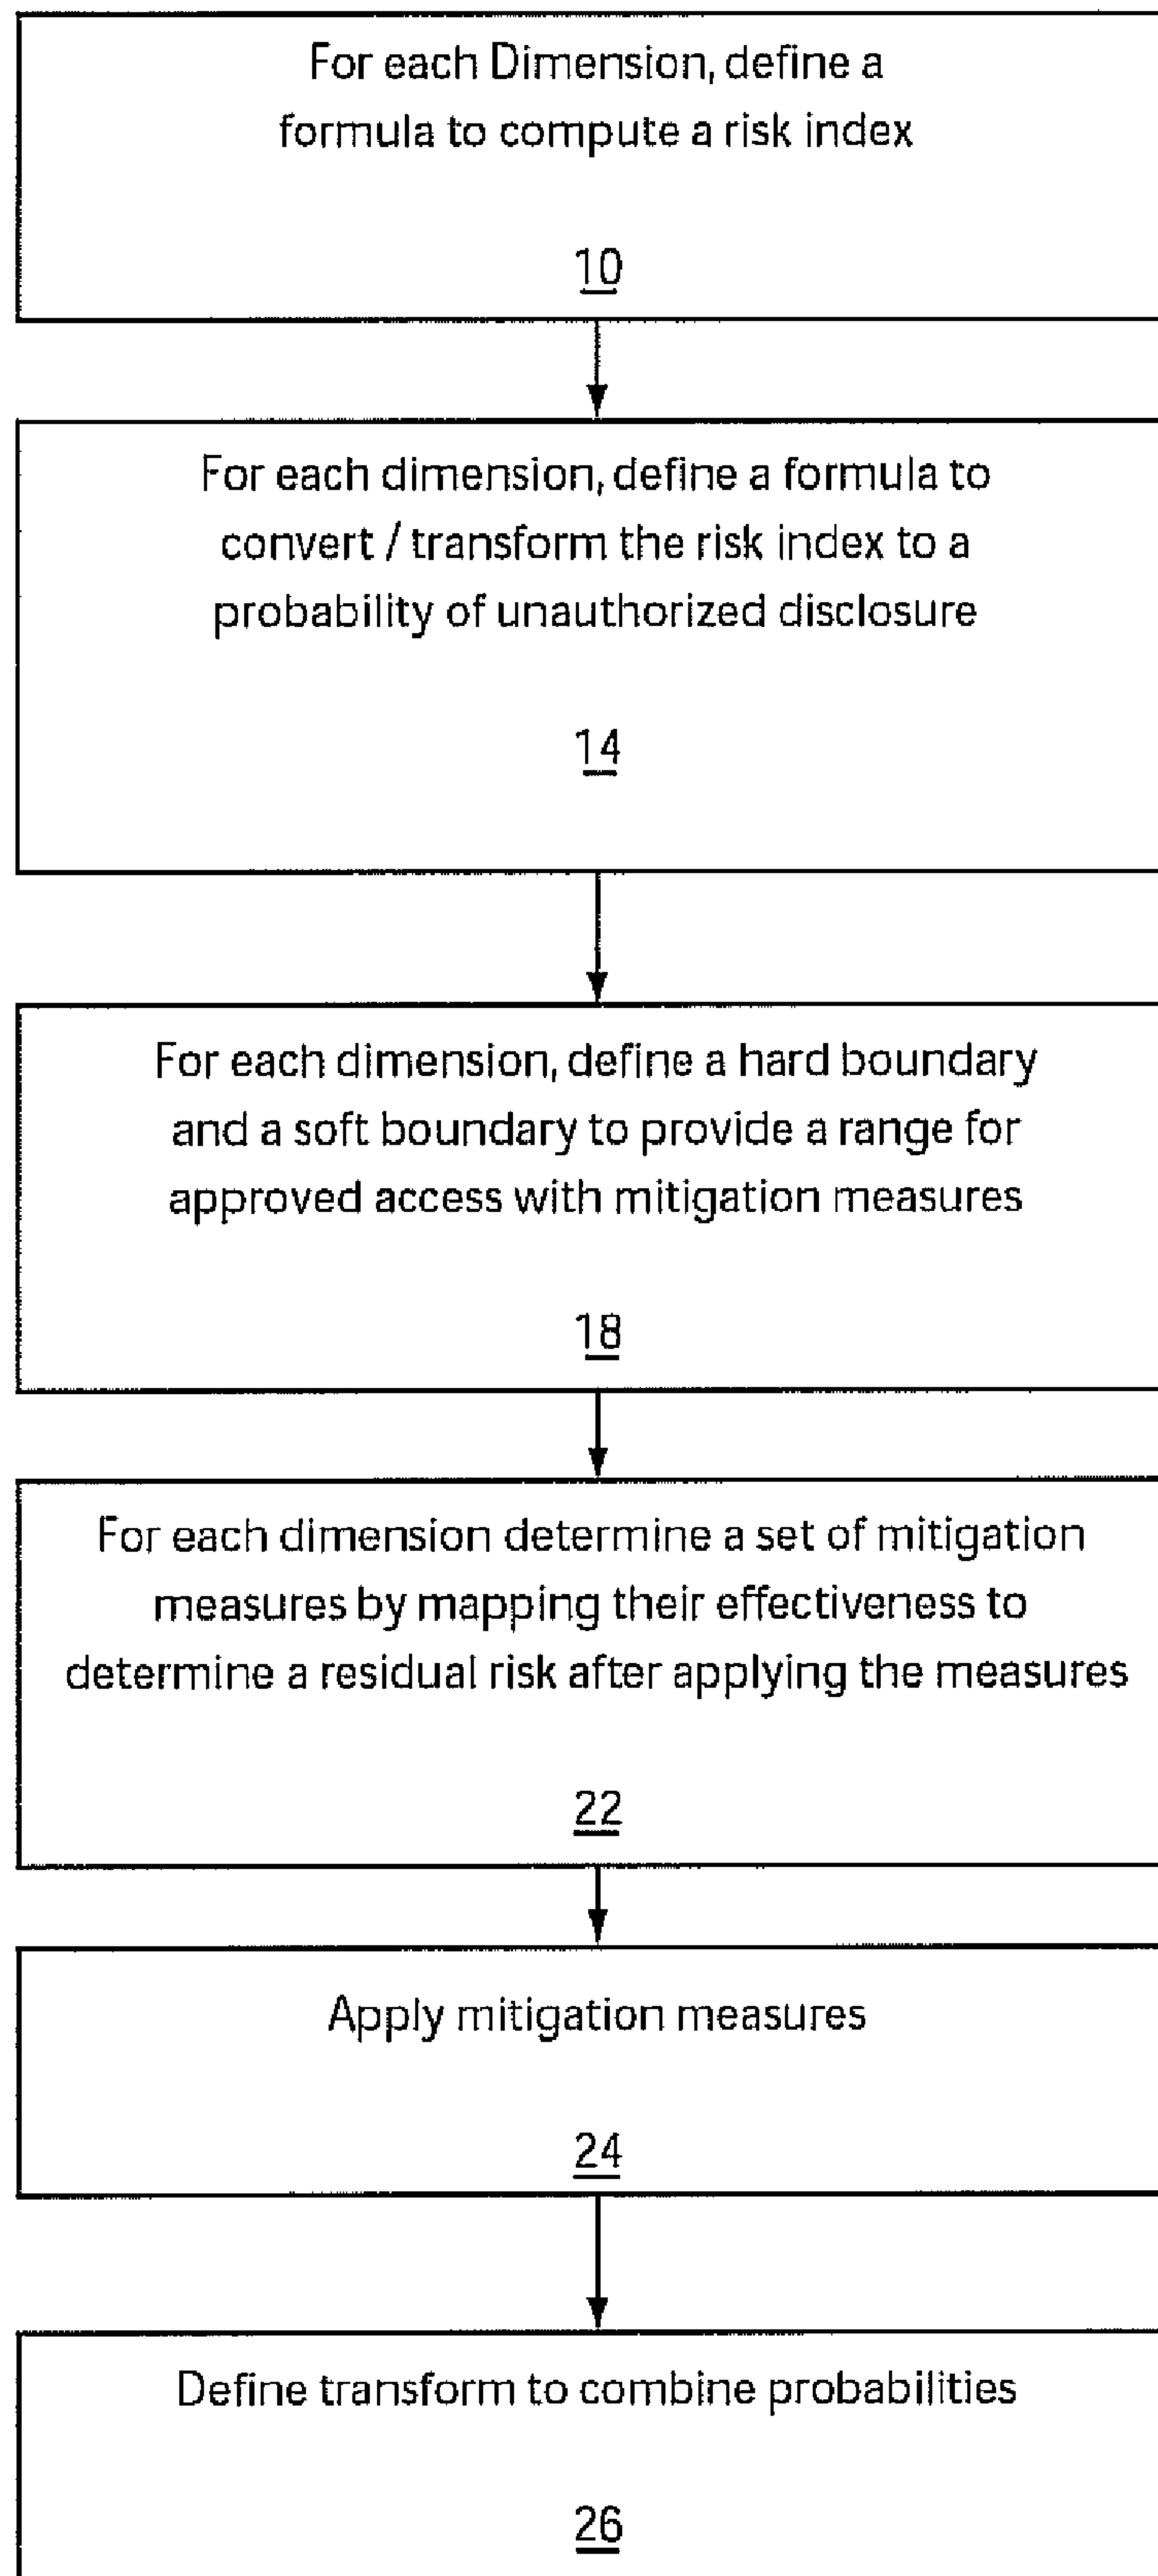 For each Dimension, define a
formula to compute a risk index
10
For each dimension, define a formula to
convert / transform the risk index to a
probability of unauthorized disclosure
14
For each dimension, define a hard boundary
and a soft boundary to provide a range for
approved access with mitigation measures
18
For each dimension determine a set of mitigation
measures by mapping their effectiveness to
determine a residual risk after applying the measures
22
Apply mitigation measures
24
Define transform to combine probabilities
26